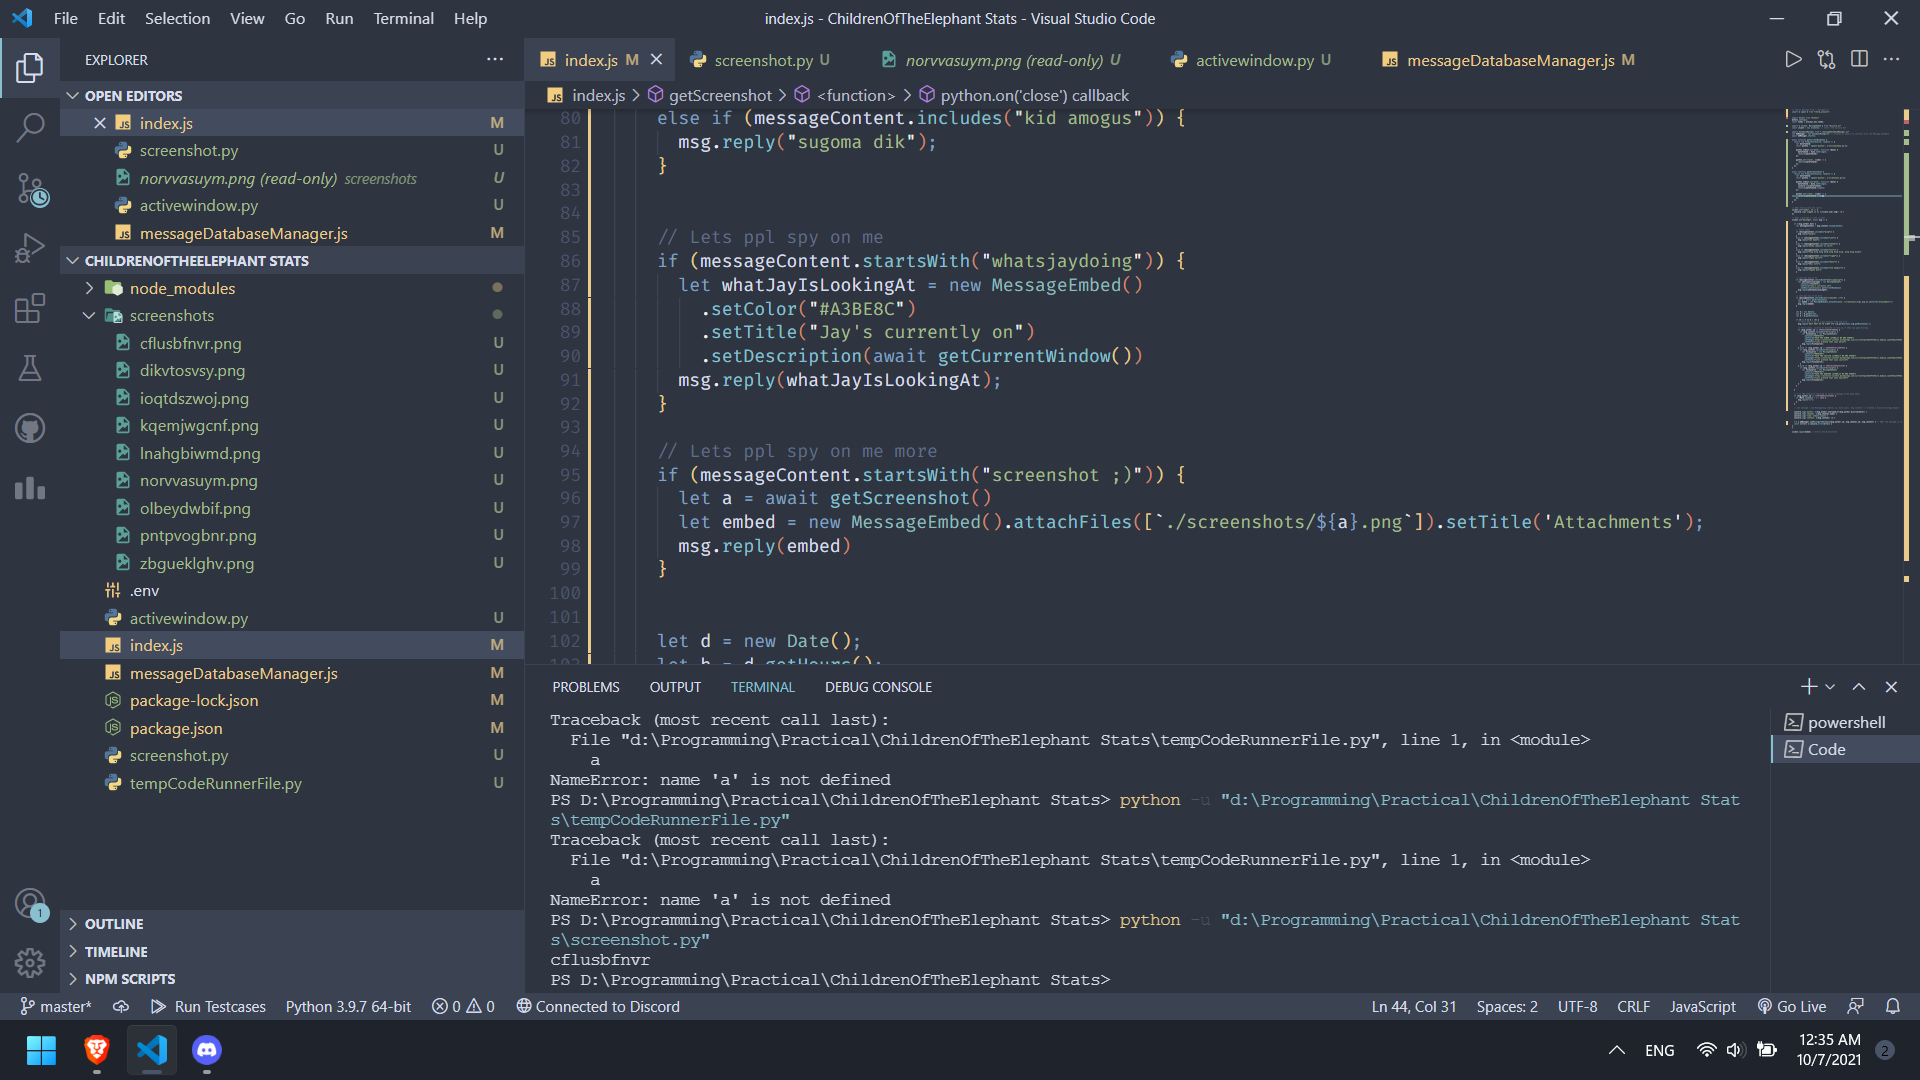 File Edit Selection View Go Run Terminal Help
index.js - ChildrenOfTheElephant Stats - Visual Studio Code
EXPLORER
OPEN EDITORS
index.js M
screenshot.py U
norvvasuym.png (read-only) screenshots U
activewindow.py U
messageDatabaseManager.js M
CHILDRENOFTHEELEPHANT STATS
node_modules
screenshots
cflusbfnvr.png U
dikvtosvsy.png U
ioqtdszwoj.png U
kqemjwgcnf.png U
lnahgbiwmd.png U
norvvasuym.png U
olbeydwbif.png U
pntpvogbnr.png U
zbgueklghv.png U
.env
activewindow.py U
index.js M
messageDatabaseManager.js M
package-lock.json M
package.json M
screenshot.py U
tempCodeRunnerFile.py U
OUTLINE
TIMELINE
NPM SCRIPTS
index.js M screenshot.py U norvvasuym.png (read-only) U activewindow.py U messageDatabaseManager.js M
index.js > getScreenshot > <function> > python.on('close') callback
80 else if (messageContent.includes("kid amogus")) {
81 msg.reply("sugoma dik");
82 }
83
84
85 // Lets ppl spy on me
86 if (messageContent.startsWith("whatsjaydoing")) {
87 let whatJayIsLookingAt = new MessageEmbed()
88 .setColor("#A3BE8C")
89 .setTitle("Jay's currently on")
90 .setDescription(await getCurrentWindow())
91 msg.reply(whatJayIsLookingAt);
92 }
93
94 // Lets ppl spy on me more
95 if (messageContent.startsWith("screenshot ;)")) {
96 let a = await getScreenshot()
97 let embed = new MessageEmbed().attachFiles([`./screenshots/${a}.png`]).setTitle('Attachments');
98 msg.reply(embed)
99 }
100
101
102 let d = new Date();
103 let h = d.getHours();
PROBLEMS OUTPUT TERMINAL DEBUG CONSOLE
Traceback (most recent call last):
File "d:\Programming\Practical\ChildrenOfTheElephant Stats\tempCodeRunnerFile.py", line 1, in <module>
a
NameError: name 'a' is not defined
PS D:\Programming\Practical\ChildrenOfTheElephant Stats> python -u "d:\Programming\Practical\ChildrenOfTheElephant Stat
s\tempCodeRunnerFile.py"
Traceback (most recent call last):
File "d:\Programming\Practical\ChildrenOfTheElephant Stats\tempCodeRunnerFile.py", line 1, in <module>
a
NameError: name 'a' is not defined
PS D:\Programming\Practical\ChildrenOfTheElephant Stats> python -u "d:\Programming\Practical\ChildrenOfTheElephant Stat
s\screenshot.py"
cflusbfnvr
PS D:\Programming\Practical\ChildrenOfTheElephant Stats>
powershell
Code
1
master* Run Testcases Python 3.9.7 64-bit 0 0 Connected to Discord Ln 44, Col 31 Spaces: 2 UTF-8 CRLF JavaScript Go Live
ENG
12:35 AM
10/7/2021
2